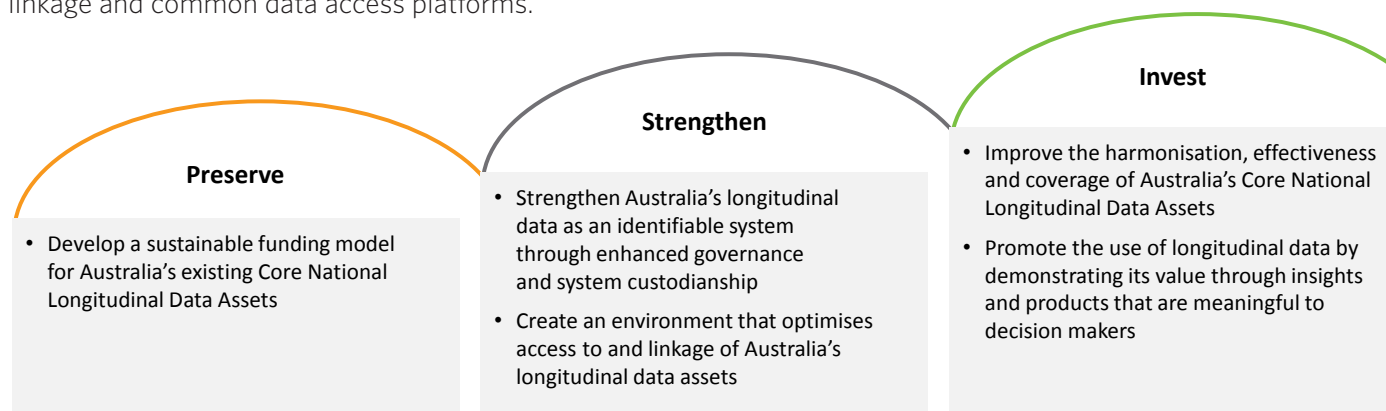 linkage and common data access platforms.
Preserve
• Develop a sustainable funding model
for Australia’s existing Core National
Longitudinal Data Assets
Strengthen
• Strengthen Australia’s longitudinal
data as an identifiable system
through enhanced governance
and system custodianship
• Create an environment that optimises
access to and linkage of Australia’s
longitudinal data assets
Invest
• Improve the harmonisation, effectiveness
and coverage of Australia’s Core National
Longitudinal Data Assets
• Promote the use of longitudinal data by
demonstrating its value through insights
and products that are meaningful to
decision makers